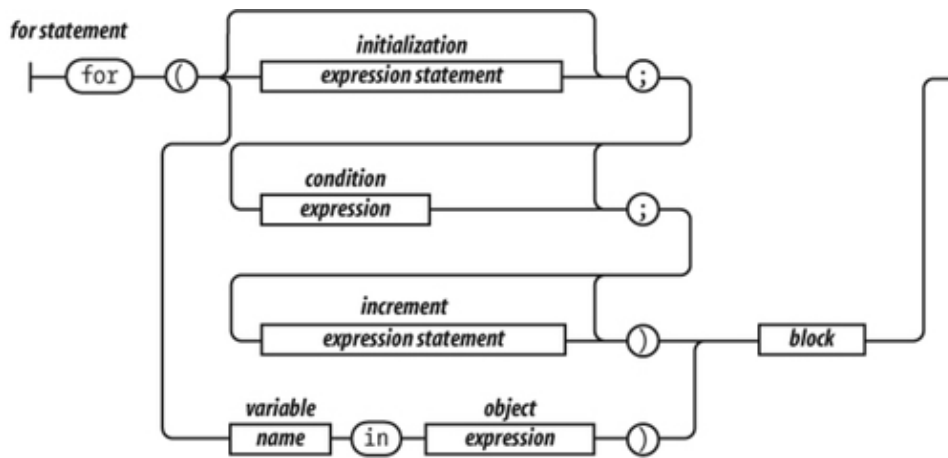 for statement
initialization
for ( expression statement ;
condition
expression ;
increment
expression statement ) block
variable object
name in expression )